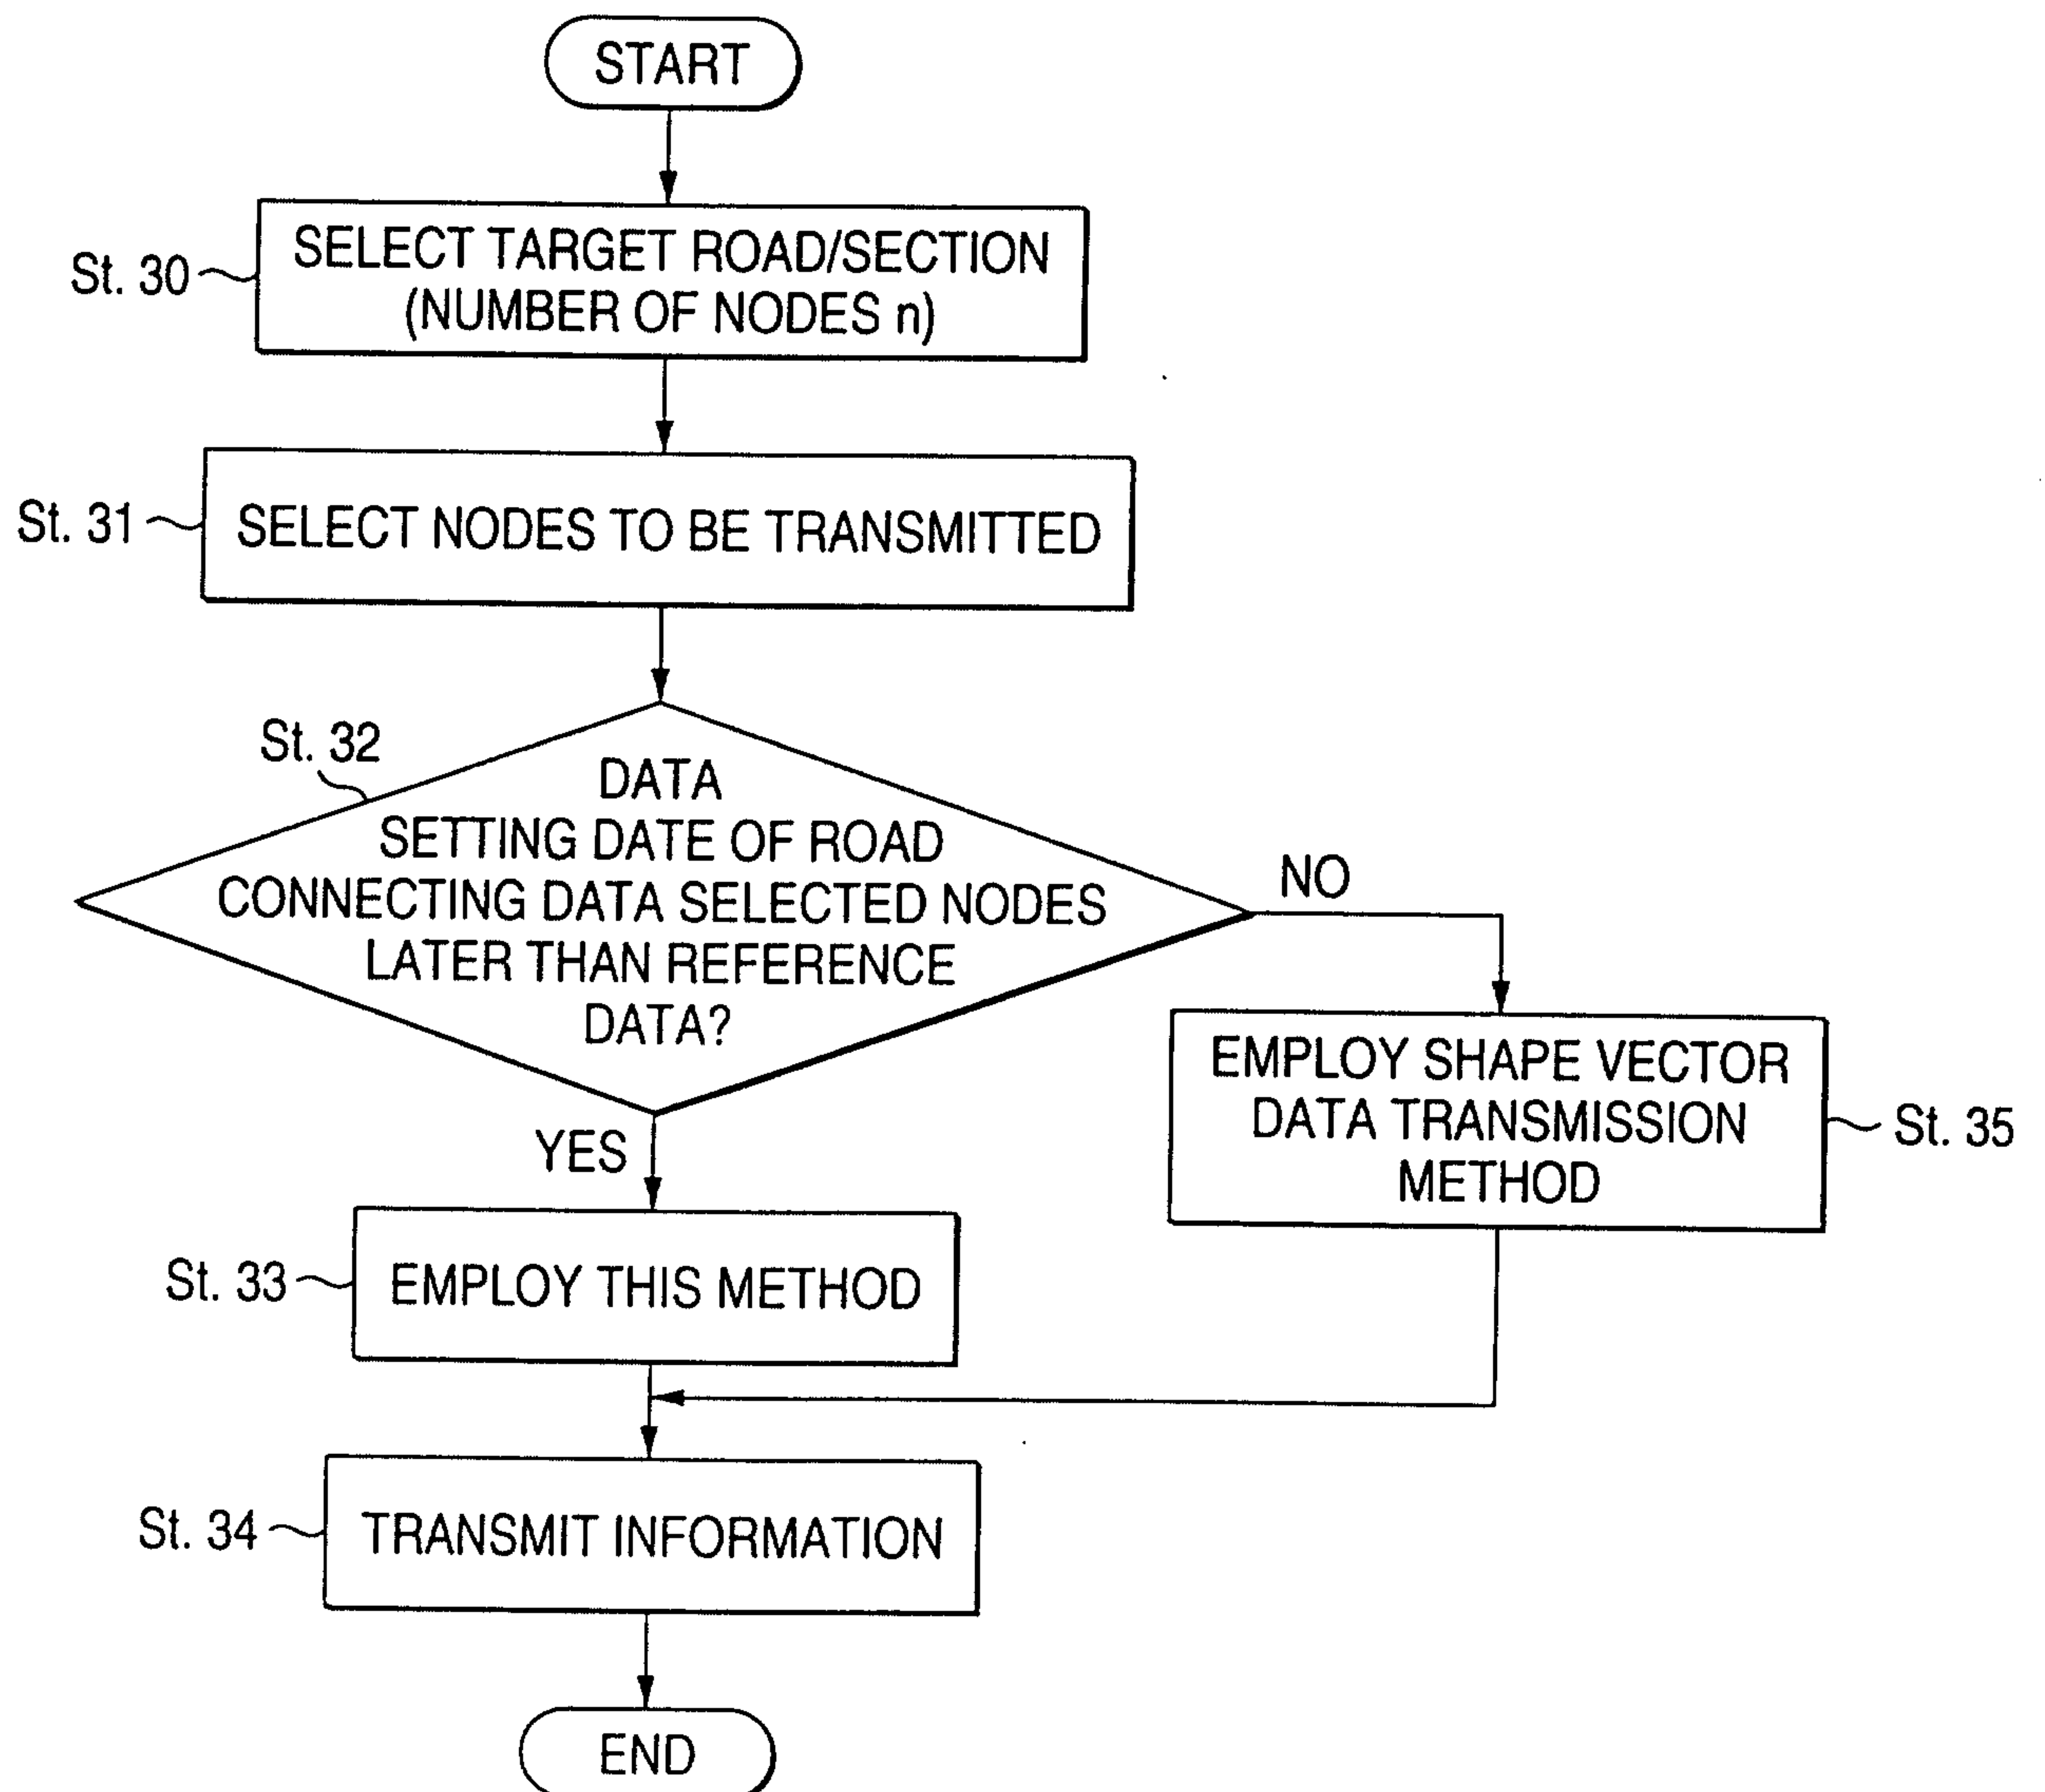 START
St. 30
SELECT TARGET ROAD/SECTION
(NUMBER OF NODES n)
St. 31
SELECT NODES TO BE TRANSMITTED
St. 32
DATA
SETTING DATE OF ROAD
CONNECTING DATA SELECTED NODES
LATER THAN REFERENCE
DATA?
NO
YES
EMPLOY SHAPE VECTOR
DATA TRANSMISSION
METHOD
St. 35
St. 33
EMPLOY THIS METHOD
St. 34
TRANSMIT INFORMATION
END